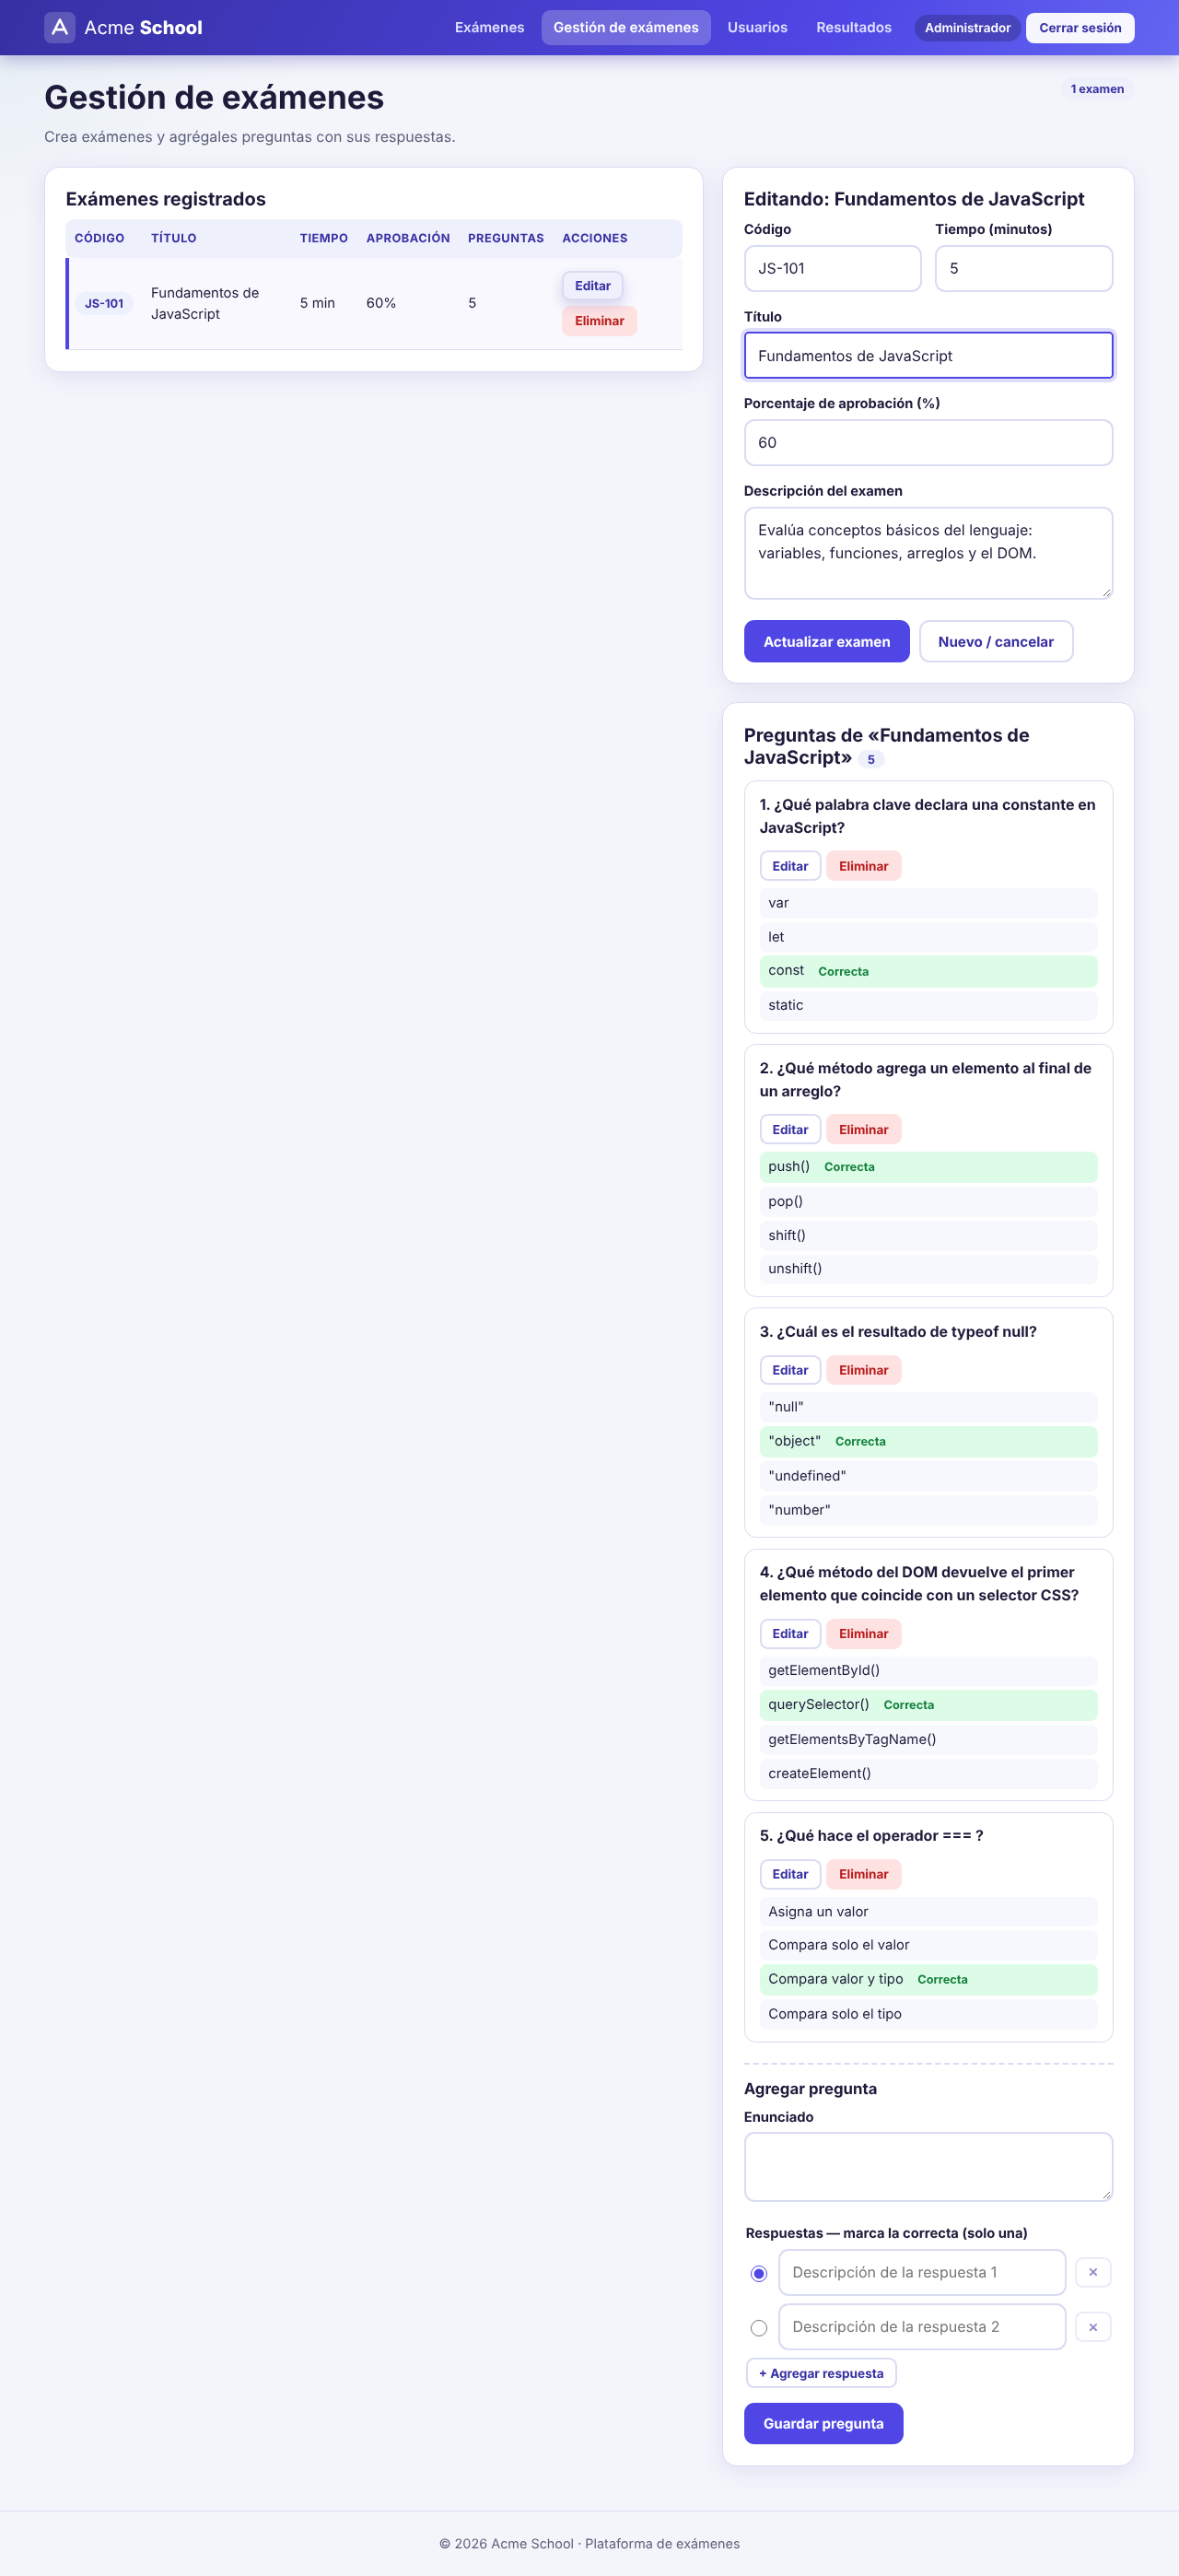 A Acme School
Exámenes
Gestión de exámenes
Usuarios
Resultados
Administrador
Cerrar sesión
Gestión de exámenes
1 examen
Crea exámenes y agrégales preguntas con sus respuestas.
Exámenes registrados
CÓDIGO TÍTULO TIEMPO APROBACIÓN PREGUNTAS ACCIONES
JS-101
Fundamentos de
JavaScript
5 min
60%
5
Editar
Eliminar
Editando: Fundamentos de JavaScript
Código
Tiempo (minutos)
JS-101
5
Título
Fundamentos de JavaScript
Porcentaje de aprobación (%)
60
Descripción del examen
Evalúa conceptos básicos del lenguaje:
variables, funciones, arreglos y el DOM.
Actualizar examen
Nuevo / cancelar
Preguntas de «Fundamentos de
JavaScript» 5
1. ¿Qué palabra clave declara una constante en
JavaScript?
Editar
Eliminar
var
let
const Correcta
static
2. ¿Qué método agrega un elemento al final de
un arreglo?
Editar
Eliminar
push() Correcta
pop()
shift()
unshift()
3. ¿Cuál es el resultado de typeof null?
Editar
Eliminar
"null"
"object" Correcta
"undefined"
"number"
4. ¿Qué método del DOM devuelve el primer
elemento que coincide con un selector CSS?
Editar
Eliminar
getElementById()
querySelector() Correcta
getElementsByTagName()
createElement()
5. ¿Qué hace el operador === ?
Editar
Eliminar
Asigna un valor
Compara solo el valor
Compara valor y tipo Correcta
Compara solo el tipo
Agregar pregunta
Enunciado
Respuestas — marca la correcta (solo una)
Descripción de la respuesta 1
×
Descripción de la respuesta 2
×
+ Agregar respuesta
Guardar pregunta
© 2026 Acme School · Plataforma de exámenes